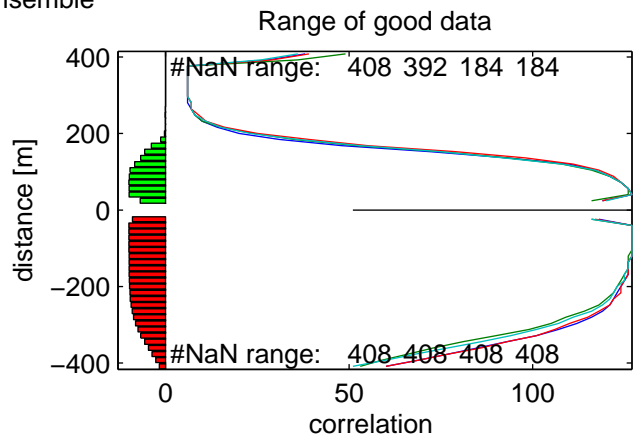 nsemble
Range of good data
400
#NaN range: 408 392 184 184
200
0
−200
−400
#NaN range: 408 408 408 408
distance [m]
0 50 100
correlation